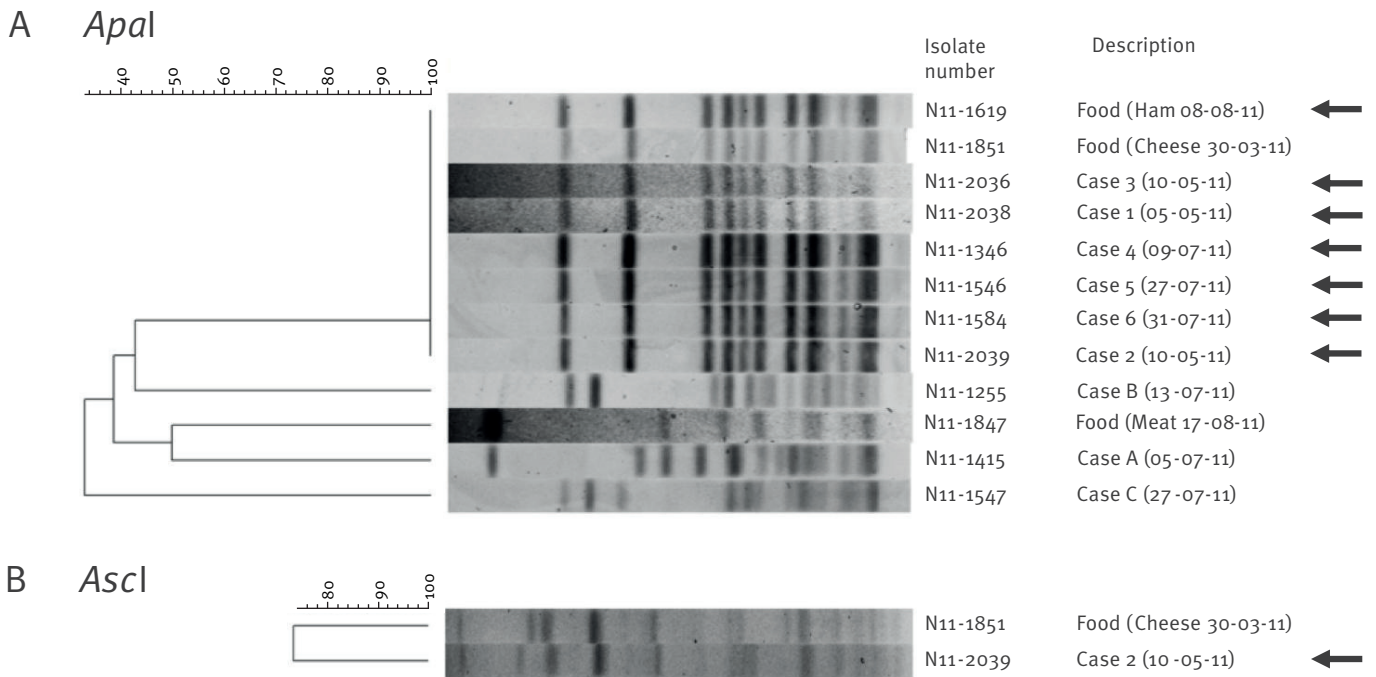 A ApaI
40 50 60 70 80 90 100
Isolate number Description
N11-1619 Food (Ham 08-08-11)
N11-1851 Food (Cheese 30-03-11)
N11-2036 Case 3 (10-05-11)
N11-2038 Case 1 (05-05-11)
N11-1346 Case 4 (09-07-11)
N11-1546 Case 5 (27-07-11)
N11-1584 Case 6 (31-07-11)
N11-2039 Case 2 (10-05-11)
N11-1255 Case B (13-07-11)
N11-1847 Food (Meat 17-08-11)
N11-1415 Case A (05-07-11)
N11-1547 Case C (27-07-11)
B AscI
80 90 100
N11-1851 Food (Cheese 30-03-11)
N11-2039 Case 2 (10-05-11)